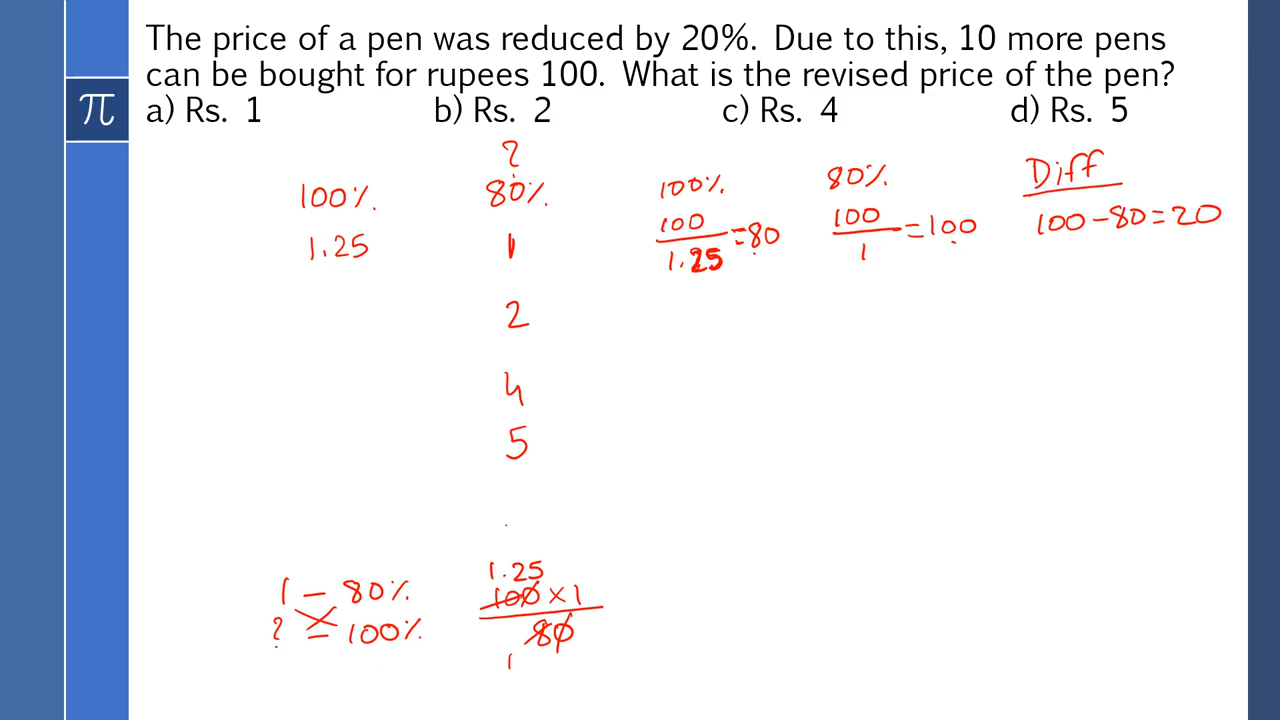 The price of a pen was reduced by 20%. Due to this, 10 more pens
can be bought for rupees 100. What is the revised price of the pen?
π
a) Rs. 1 b) Rs. 2 c) Rs. 4 d) Rs. 5
?
100% 80% 100% 80% Diff
1.25 1 100/1.25 =80 100/1 =100 100-80=20
2
4
5
1.25
1 - 80% 100 x 1
? - 100% 80
1